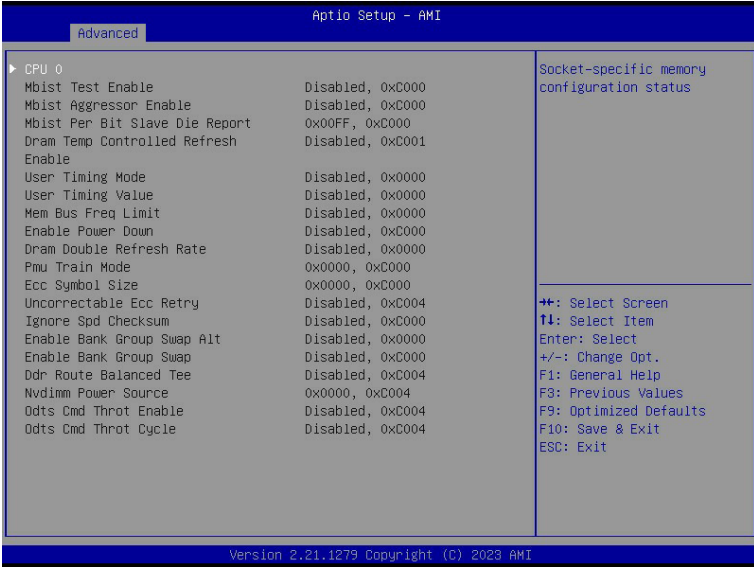 Aptio Setup – AMI
Advanced
▶ CPU 0
Mbist Test Enable Disabled, 0xC000
Mbist Aggressor Enable Disabled, 0xC000
Mbist Per Bit Slave Die Report 0x00FF, 0xC000
Dram Temp Controlled Refresh Disabled, 0xC001
Enable
User Timing Mode Disabled, 0x0000
User Timing Value Disabled, 0x0000
Mem Bus Freq Limit Disabled, 0x0000
Enable Power Down Disabled, 0xC000
Dram Double Refresh Rate Disabled, 0x0000
Pmu Train Mode 0x0000, 0xC000
Ecc Symbol Size 0x0000, 0xC000
Uncorrectable Ecc Retry Disabled, 0xC004
Ignore Spd Checksum Disabled, 0xC000
Enable Bank Group Swap Alt Disabled, 0x0000
Enable Bank Group Swap Disabled, 0xC000
Ddr Route Balanced Tee Disabled, 0xC004
Nvdimm Power Source 0x0000, 0xC004
Odts Cmd Throt Enable Disabled, 0xC004
Odts Cmd Throt Cycle Disabled, 0xC004
Socket-specific memory
configuration status
→←: Select Screen
↑↓: Select Item
Enter: Select
+/-: Change Opt.
F1: General Help
F3: Previous Values
F9: Optimized Defaults
F10: Save & Exit
ESC: Exit
Version 2.21.1279 Copyright (C) 2023 AMI